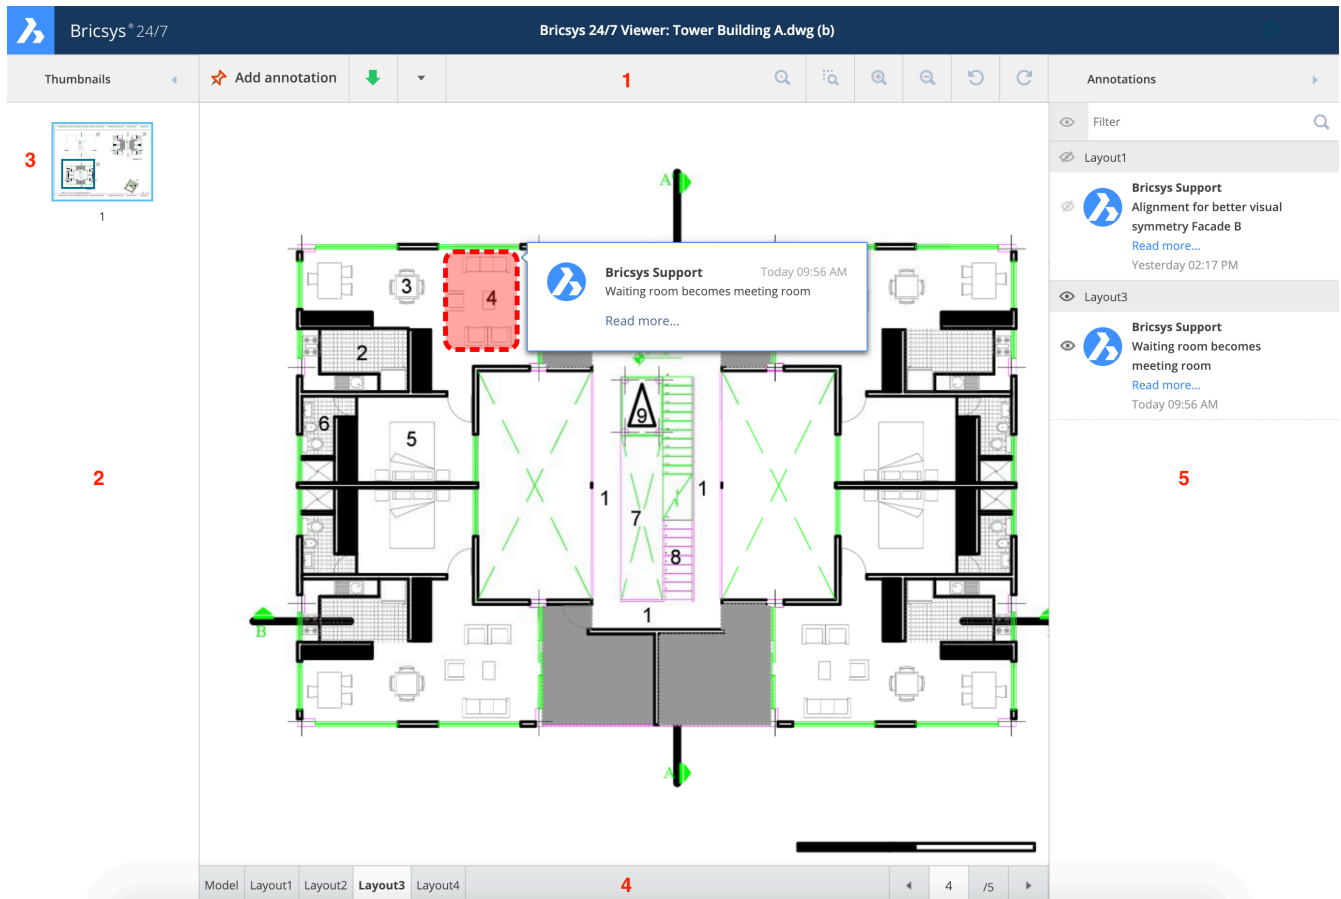 Bricsys® 24/7
Bricsys 24/7 Viewer: Tower Building A.dwg (b)
Thumbnails
Add annotation
1
Annotations
Filter
3
1
Layout1
Bricsys Support
Alignment for better visual
symmetry Facade B
Read more...
Yesterday 02:17 PM
Layout3
Bricsys Support
Waiting room becomes
meeting room
Read more...
Today 09:56 AM
A
Bricsys Support
Today 09:56 AM
Waiting room becomes meeting room
Read more...
3
4
2
9
6
5
1
7
1
8
1
B
A
2
5
Model
Layout1
Layout2
Layout3
Layout4
4
4
/5